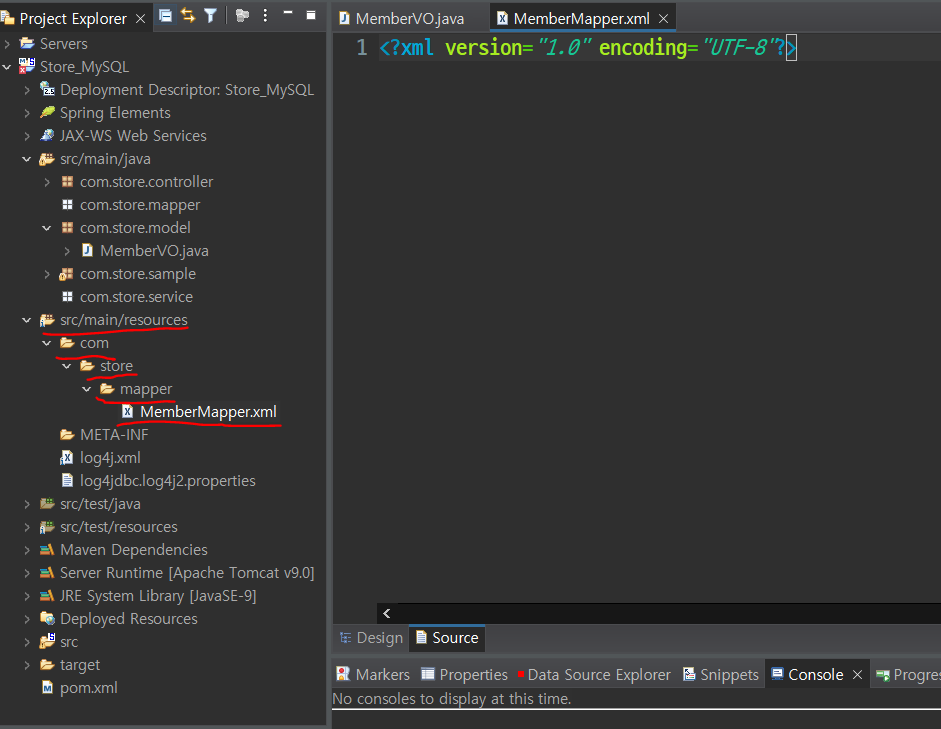 Project Explorer
Servers
Store_MySQL
Deployment Descriptor: Store_MySQL
Spring Elements
JAX-WS Web Services
src/main/java
com.store.controller
com.store.mapper
com.store.model
MemberVO.java
com.store.sample
com.store.service
src/main/resources
com
store
mapper
MemberMapper.xml
META-INF
log4j.xml
log4jdbc.log4j2.properties
src/test/java
src/test/resources
Maven Dependencies
Server Runtime [Apache Tomcat v9.0]
JRE System Library [JavaSE-9]
Deployed Resources
src
target
pom.xml
MemberVO.java MemberMapper.xml
1 <?xml version="1.0" encoding="UTF-8"?>
Design Source
Markers Properties Data Source Explorer Snippets Console Progres
No consoles to display at this time.